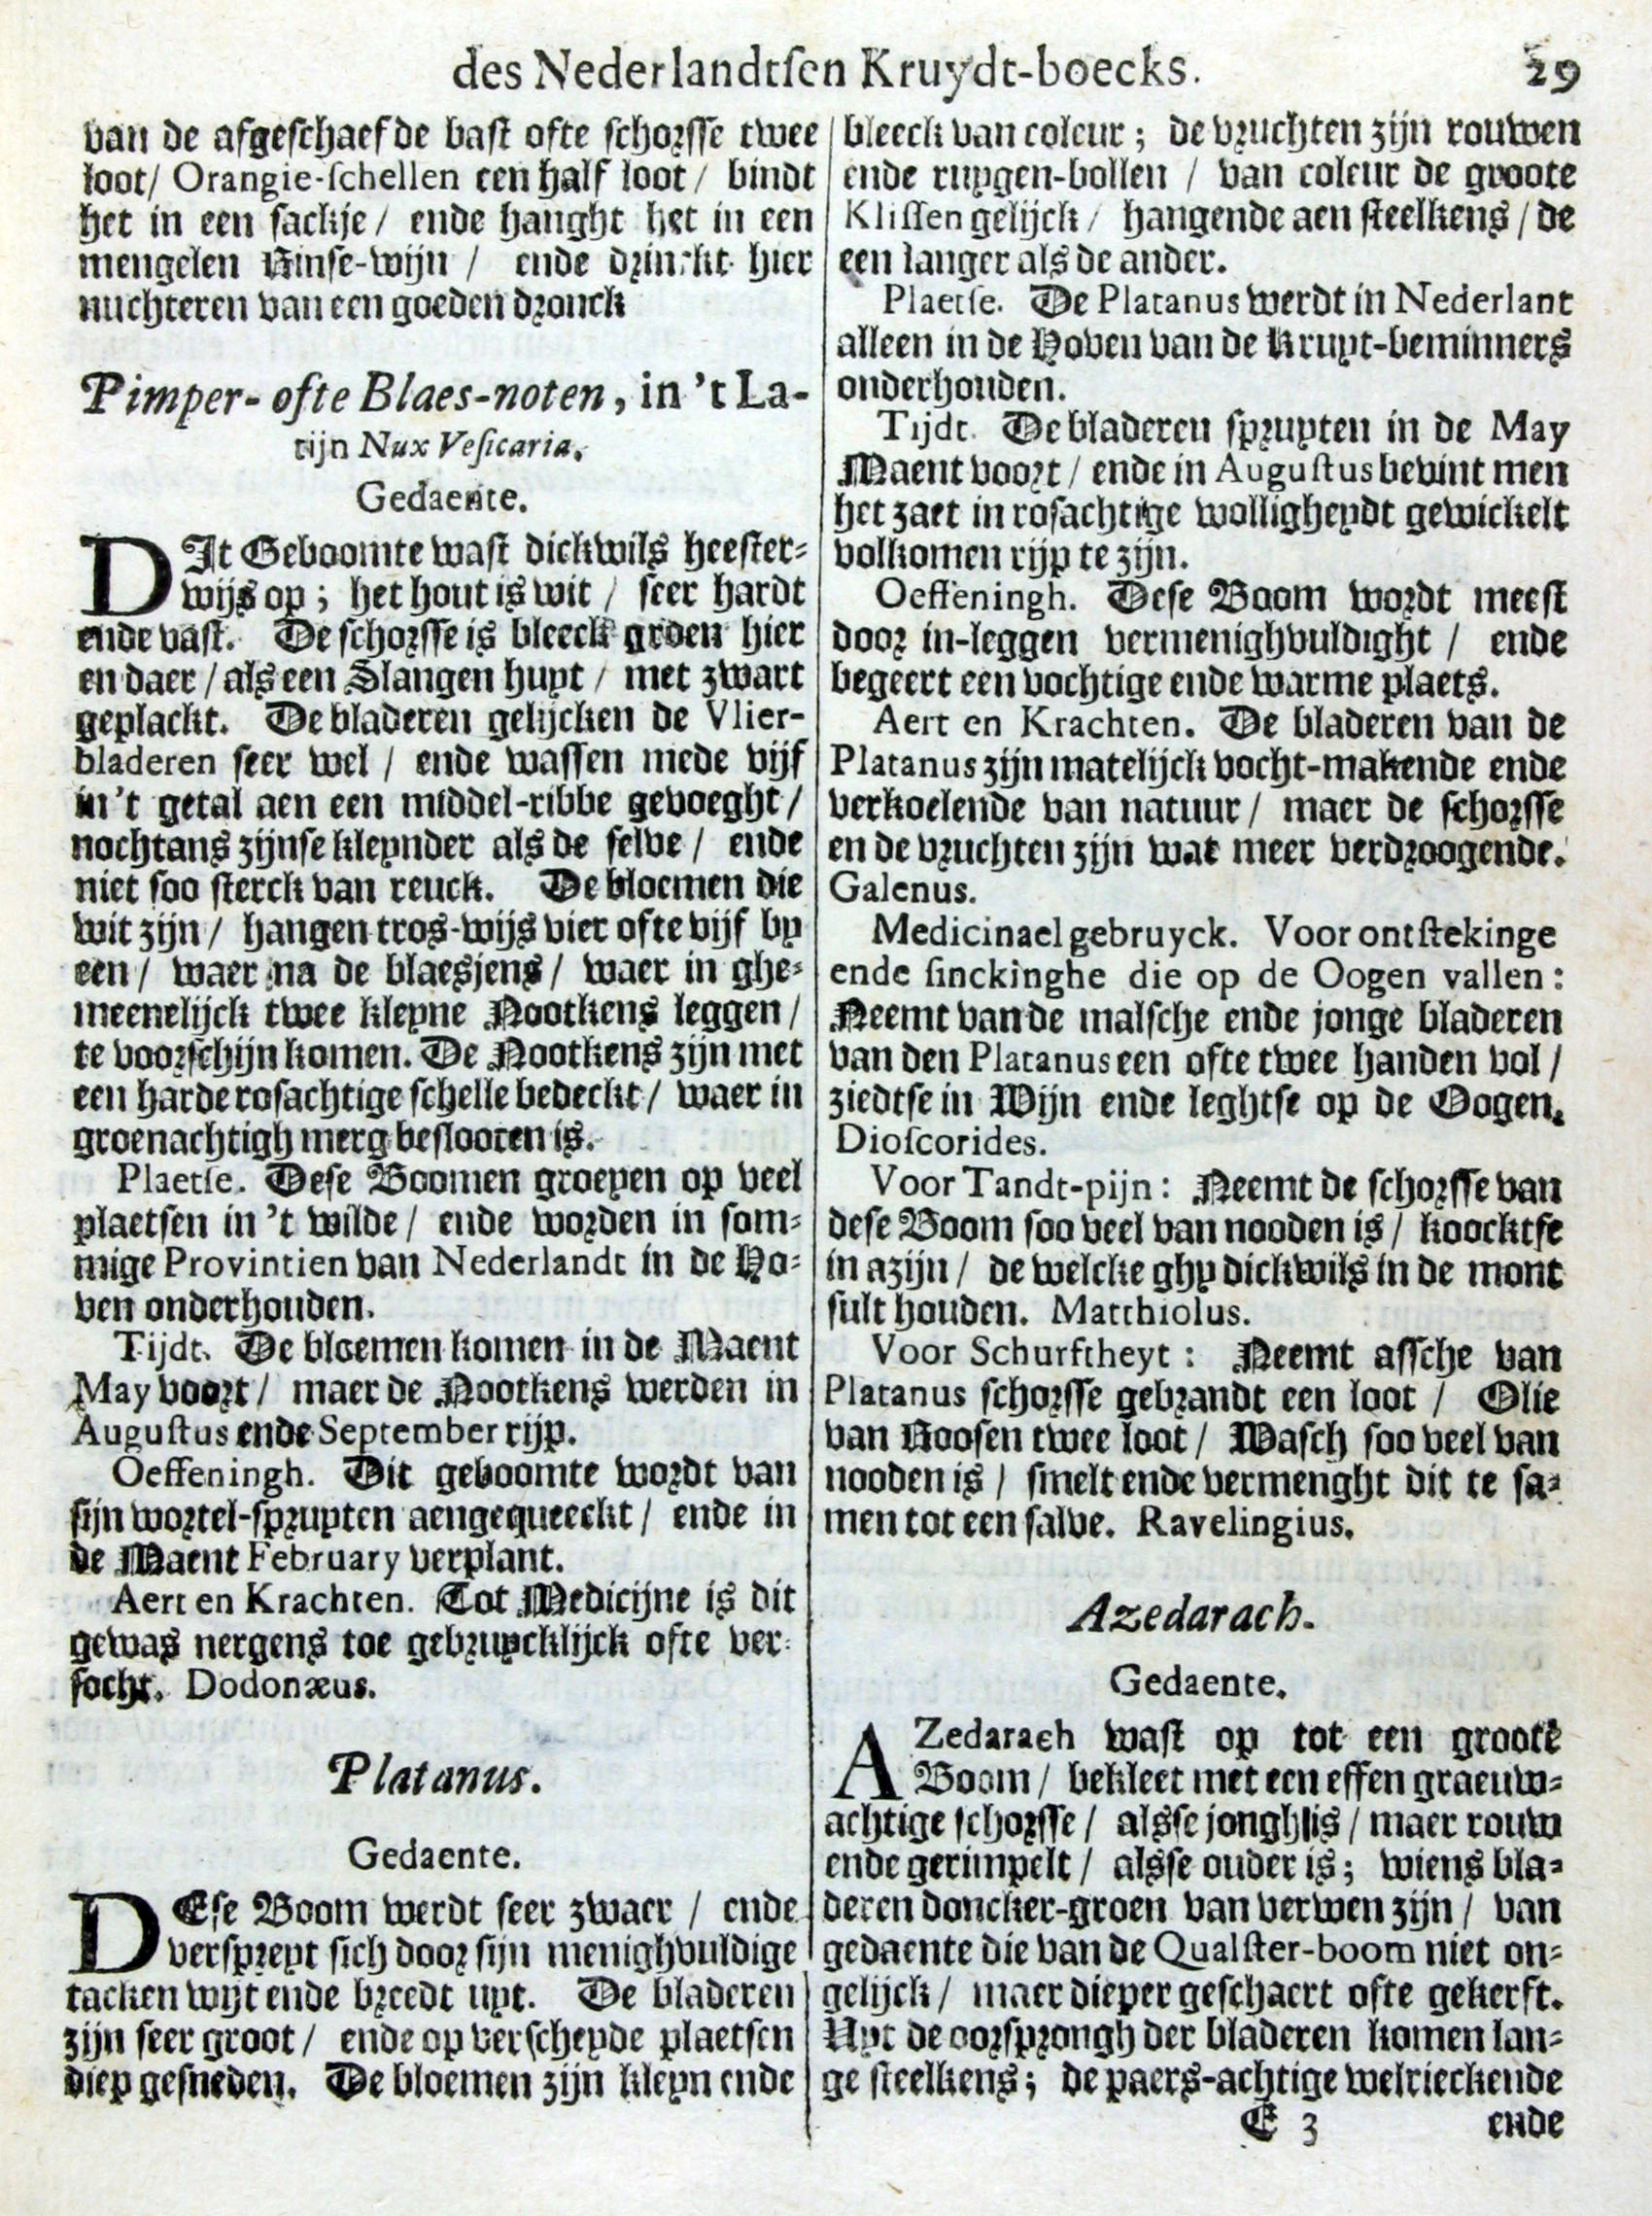 des Nederlandtsen Kruydt-boecks. 29
van de afgeschaefde bast ofte schorsse twee
loot / Orangie-schellen een half loot / bindt
het in een sackje / ende hanght het in een
mengelen Rinse-wijn / ende drinckt hier
nuchteren van een goeden dronck
Pimper- ofte Blaes-noten, in 't La-
tijn Nux Vesicaria.
Gedaente.
DIt Geboomte wast dickwils heester-
wijs op; het hout is wit / seer hardt
ende vast. De schorsse is bleeck groen hier
en daer / als een Slangen huyt / met zwart
geplackt. De bladeren gelijcken de Vlier-
bladeren seer wel / ende wassen mede vijf
in 't getal aen een middel-ribbe gevoeght /
nochtans zijnse kleynder als de selve / ende
niet soo sterck van reuck. De bloemen die
wit zijn / hangen tros-wijs vier ofte vijf by
een / waer na de blaesjens / waer in ghe-
meenelijck twee kleyne Nootkens leggen /
te voorschijn komen. De Nootkens zijn met
een harde rosachtige schelle bedeckt / waer in
groenachtigh merg beslooten is.
Plaetse. Dese Boomen groeyen op veel
plaetsen in 't wilde / ende worden in som-
mige Provintien van Nederlandt in de Ho-
ven onderhouden.
Tijdt. De bloemen komen in de Maent
May voort / maer de Nootkens werden in
Augustus ende September rijp.
Oeffeningh. Dit geboomte wordt van
sijn wortel-spruyten aengequeeckt / ende in
de Maent February verplant.
Aert en Krachten. Tot Medicijne is dit
gewas nergens toe gebruycklijck ofte ver-
socht. Dodonæus.
Platanus.
Gedaente.
DEse Boom werdt seer zwaer / ende
verspreyt sich door sijn menighvuldige
tacken wijt ende breedt uyt. De bladeren
zijn seer groot / ende op verscheyde plaetsen
diep gesneden. De bloemen zijn kleyn ende
bleeck van coleur; de vruchten zijn rouwen
ende ruygen-bollen / van coleur de groote
Klissen gelijck / hangende aen steelkens / de
een langer als de ander.
Plaetse. De Platanus werdt in Nederlant
alleen in de Hoven van de Kruyt-beminners
onderhouden.
Tijdt. De bladeren spruyten in de May
Maent voort / ende in Augustus bevint men
het zaet in rosachtige wolligheydt gewickelt
volkomen rijp te zijn.
Oeffeningh. Dese Boom wordt meest
door in-leggen vermenighvuldight / ende
begeert een vochtige ende warme plaets.
Aert en Krachten. De bladeren van de
Platanus zijn matelijck vocht-makende ende
verkoelende van natuur / maer de schorsse
en de vruchten zijn wat meer verdroogende.
Galenus.
Medicinael gebruyck. Voor ontstekinge
ende sinckinghe die op de Oogen vallen:
Neemt van de malsche ende jonge bladeren
van den Platanus een ofte twee handen vol /
ziedtse in Wijn ende leghtse op de Oogen.
Dioscorides.
Voor Tandt-pijn: Neemt de schorsse van
dese Boom soo veel van nooden is / koocktse
in azijn / de welcke ghy dickwils in de mont
sult houden. Matthiolus.
Voor Schurftheyt: Neemt assche van
Platanus schorsse gebrandt een loot / Olie
van Roosen twee loot / Wasch soo veel van
nooden is / smelt ende vermenght dit te sa-
men tot een salve. Ravelingius.
Azedarach.
Gedaente.
AZedarach wast op tot een groote
Boom / bekleet met een effen graeuw-
achtige schorsse / alsse jongh is / maer rouw
ende gerimpelt / alsse ouder is; wiens bla-
deren doncker-groen van verwen zijn / van
gedaente die van de Qualster-boom niet on-
gelijck / maer dieper geschaert ofte gekerft.
Uyt de oorsprongh der bladeren komen lan-
ge steelkens; de paers-achtige welrieckende
E 3 ende